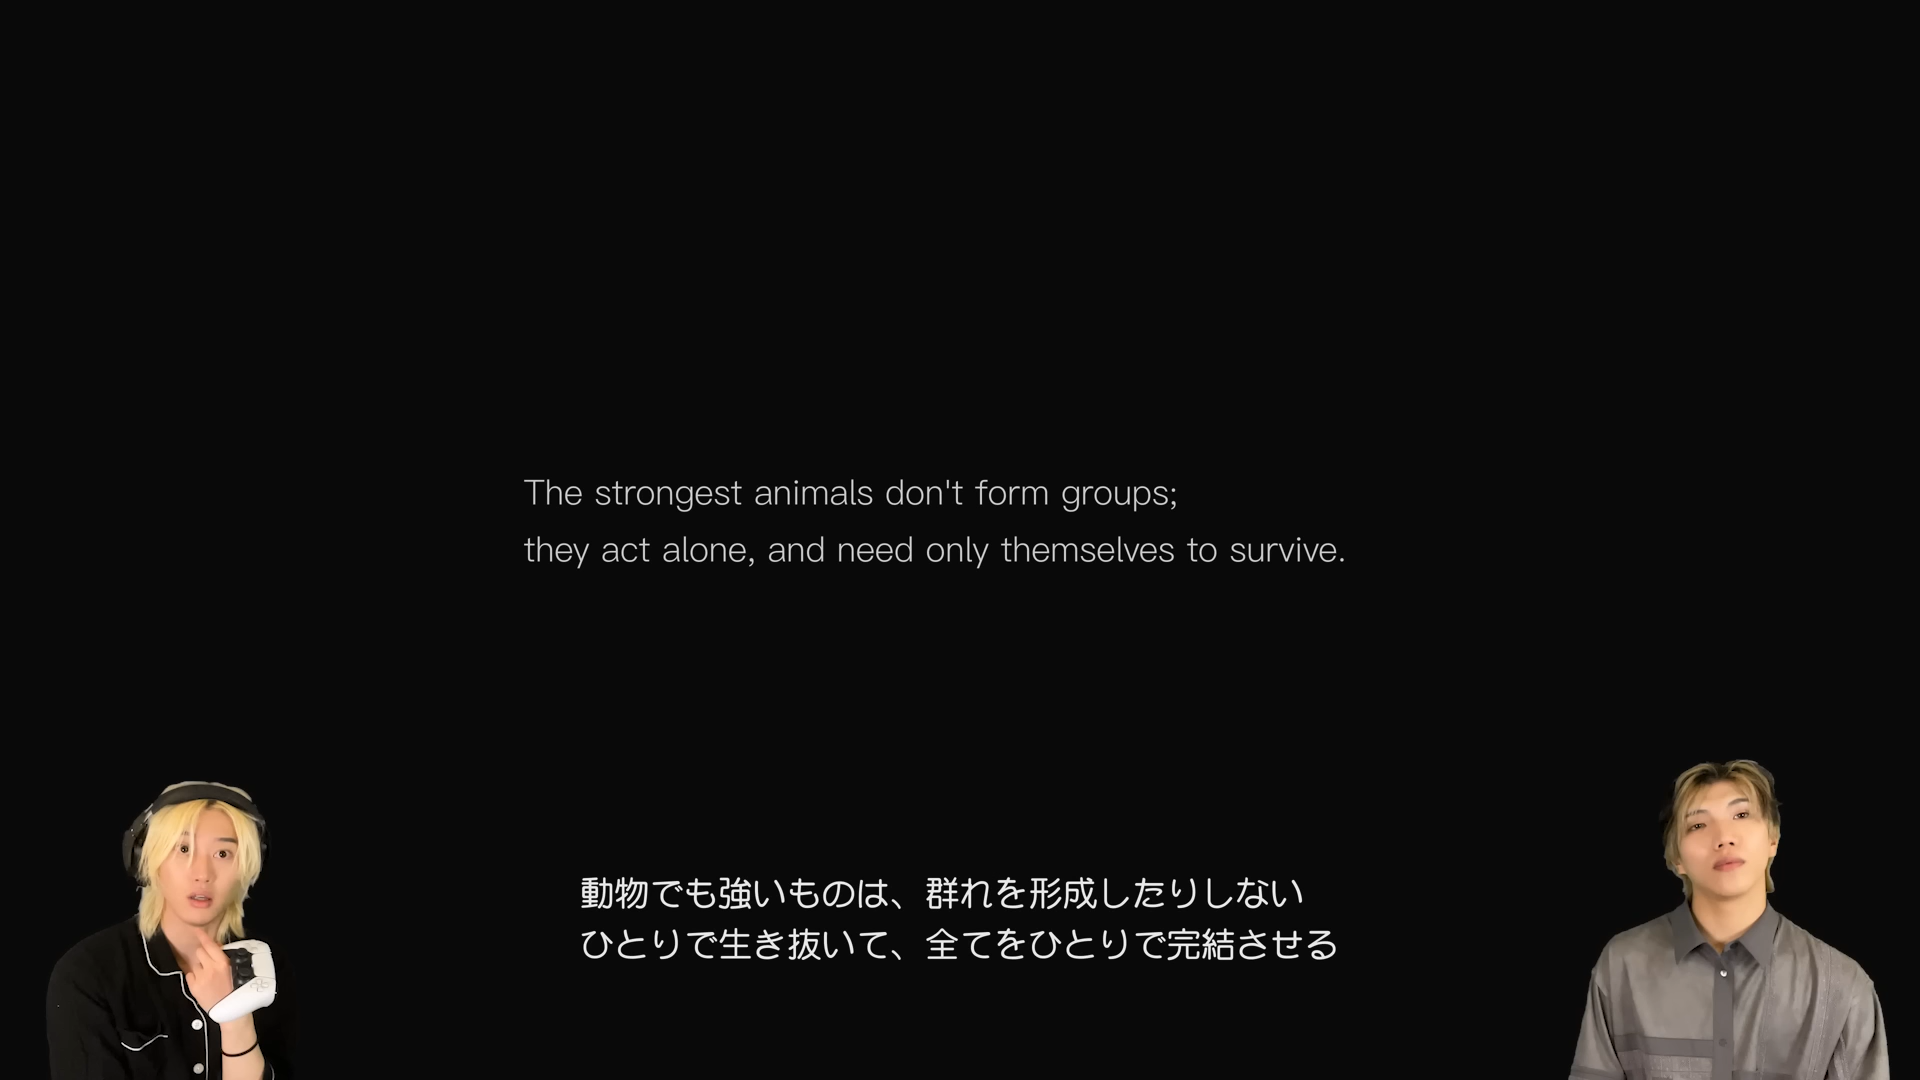 The strongest animals don't form groups;
they act alone, and need only themselves to survive.
動物でも強いものは、群れを形成したりしない
ひとりで生き抜いて、全てをひとりで完結させる